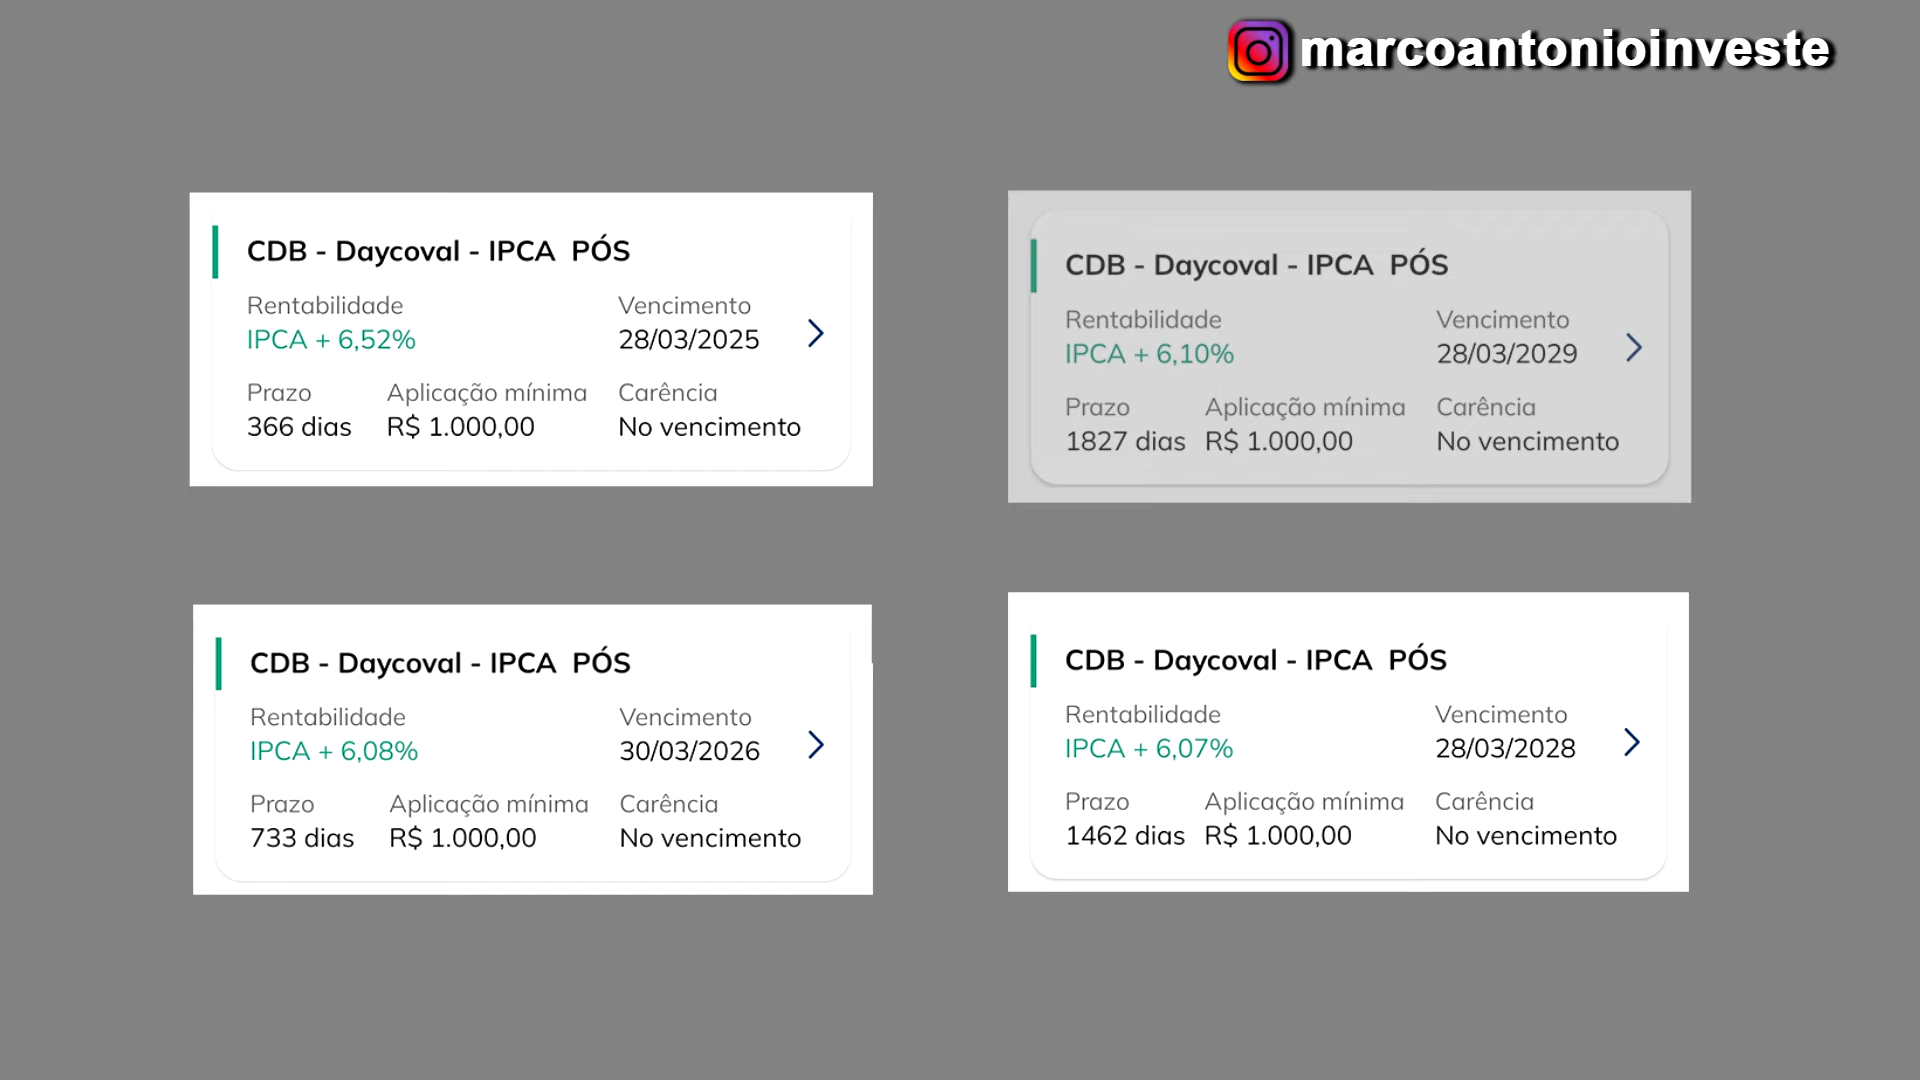 marcoantonioinveste
CDB - Daycoval - IPCA PÓS
Rentabilidade Vencimento
IPCA + 6,52% 28/03/2025
Prazo Aplicação mínima Carência
366 dias R$ 1.000,00 No vencimento
CDB - Daycoval - IPCA PÓS
Rentabilidade Vencimento
IPCA + 6,10% 28/03/2029
Prazo Aplicação mínima Carência
1827 dias R$ 1.000,00 No vencimento
CDB - Daycoval - IPCA PÓS
Rentabilidade Vencimento
IPCA + 6,08% 30/03/2026
Prazo Aplicação mínima Carência
733 dias R$ 1.000,00 No vencimento
CDB - Daycoval - IPCA PÓS
Rentabilidade Vencimento
IPCA + 6,07% 28/03/2028
Prazo Aplicação mínima Carência
1462 dias R$ 1.000,00 No vencimento